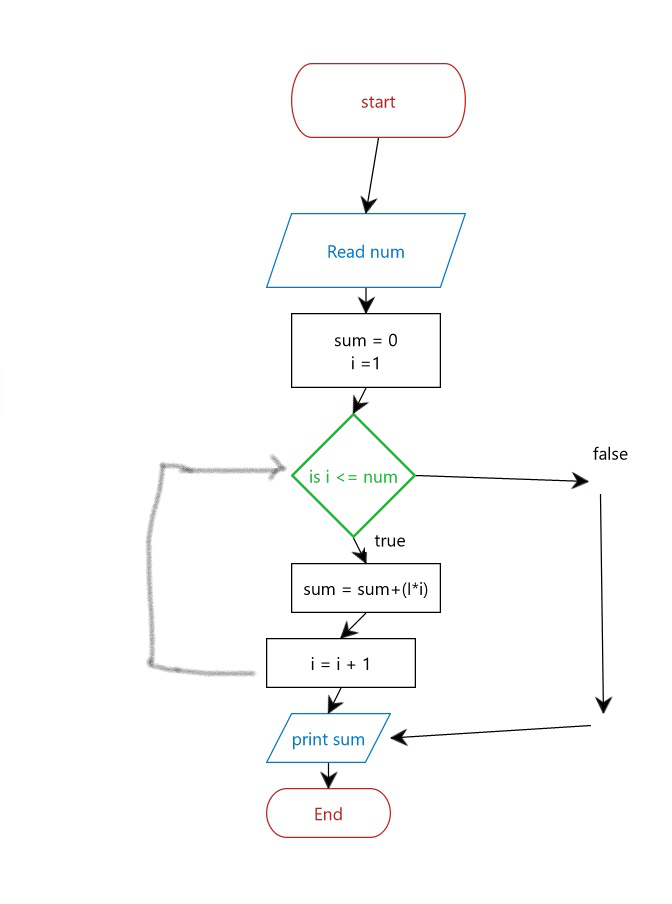 start
Read num
sum = 0
i =1
is i <= num
false
true
sum = sum+(I*i)
i = i + 1
print sum
End